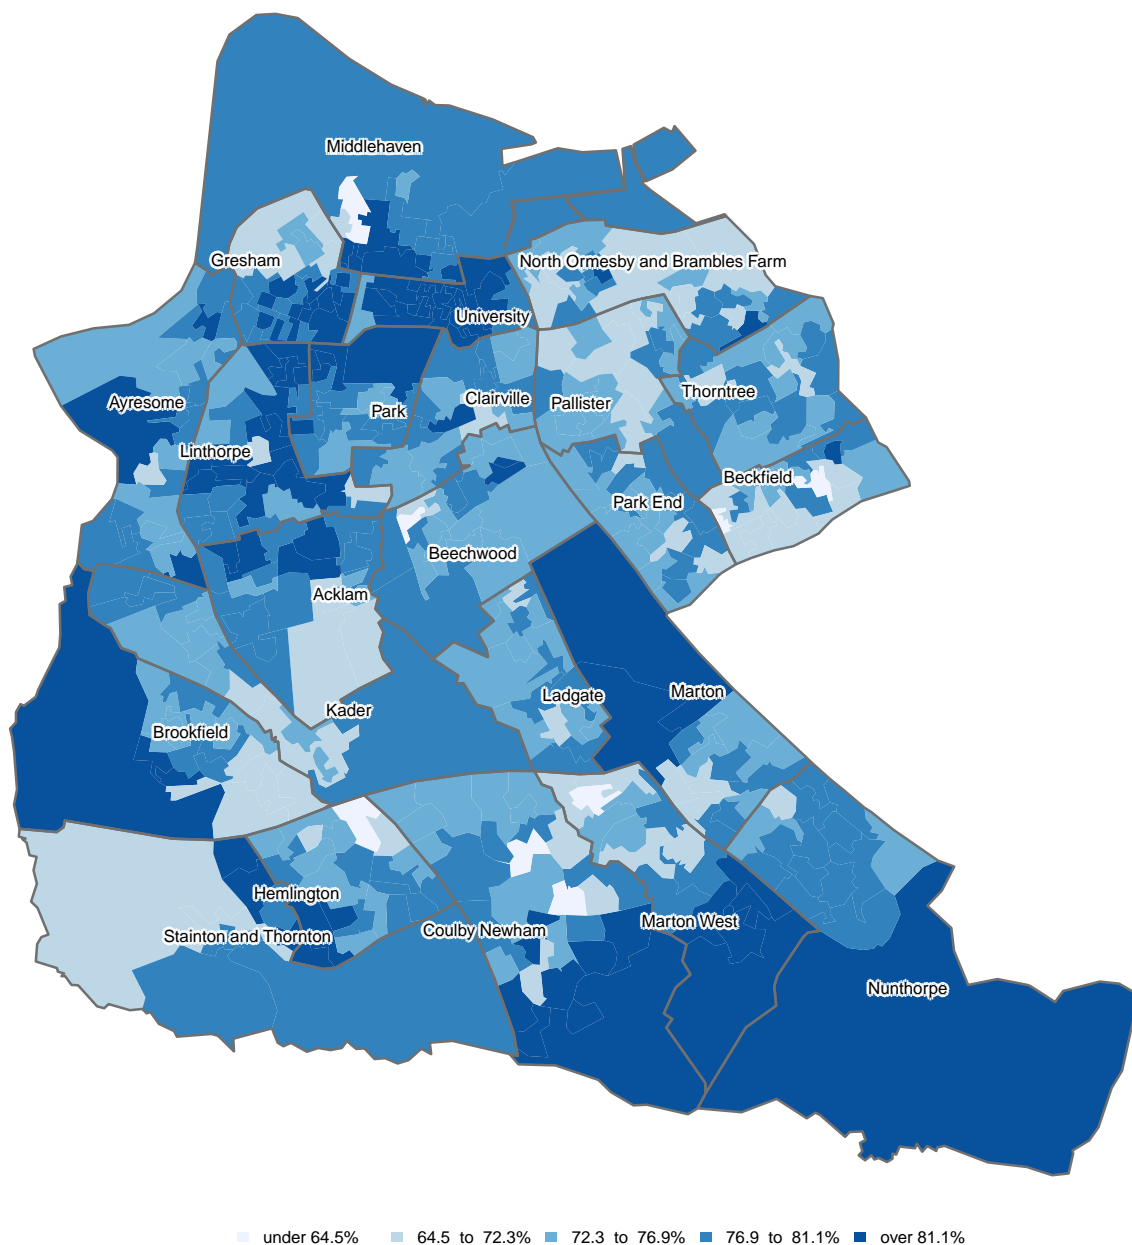 Middlehaven
Gresham
North Ormesby and Brambles Farm
University
Ayresome
Park
Clairville
Pallister
Thorntree
Linthorpe
Beckfield
Park End
Beechwood
Acklam
Ladgate
Marton
Kader
Brookfield
Hemlington
Stainton and Thornton
Coulby Newham
Marton West
Nunthorpe
under 64.5% 64.5 to 72.3% 72.3 to 76.9% 76.9 to 81.1% over 81.1%